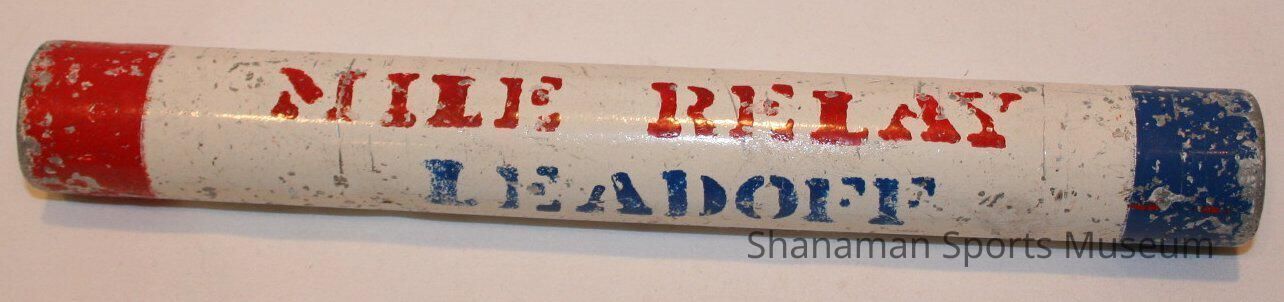 MILE RELAY
LEADOFF
Shanaman Sports Museum